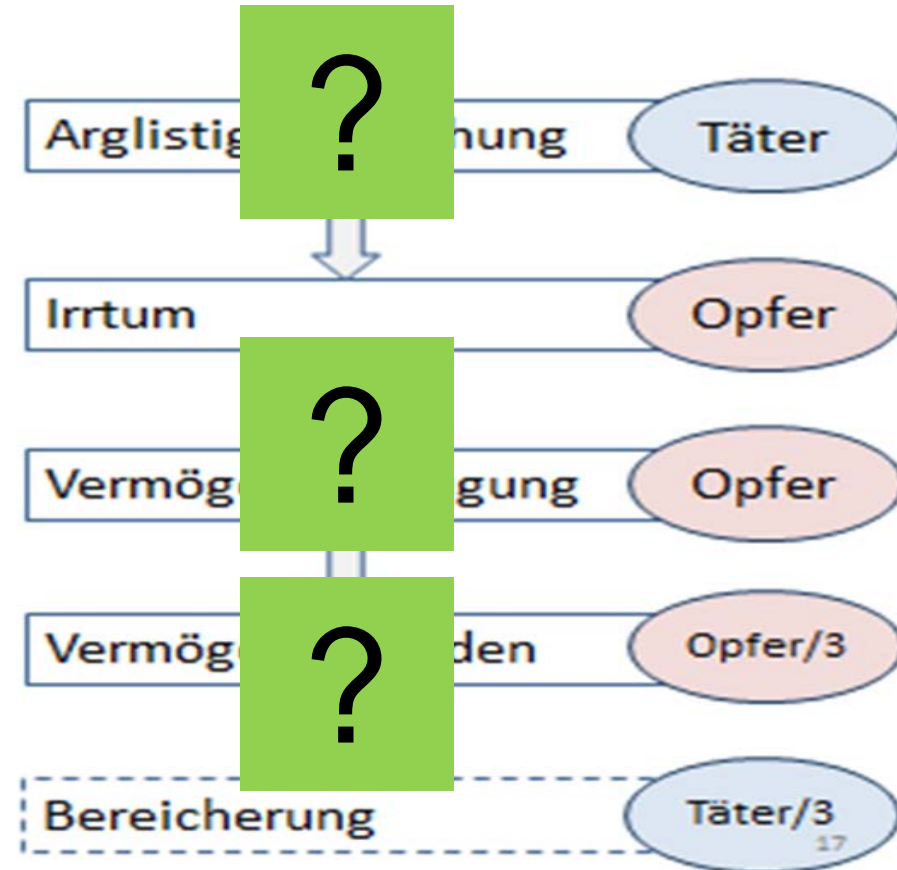 ?
Arglistig hung Täter
Irrtum Opfer
?
Vermög gung Opfer
?
Vermög den Opfer/3
Bereicherung Täter/3
17